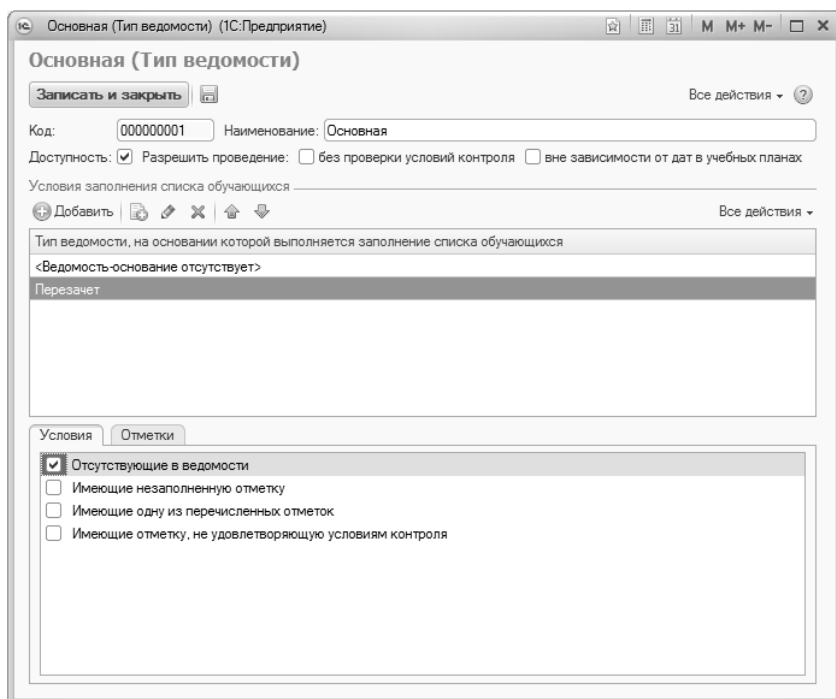 Основная (Тип ведомости) (1С:Предприятие) 31 M M+ M-
Основная (Тип ведомости)
Записать и закрыть Все действия ?
Код: 000000001 Наименование: Основная
Доступность: Разрешить проведение: без проверки условий контроля вне зависимости от дат в учебных планах
Условия заполнения списка обучающихся
Добавить Все действия
Тип ведомости, на основании которой выполняется заполнение списка обучающихся
<Ведомость-основание отсутствует>
Перезачет
Условия Отметки
Отсутствующие в ведомости
Имеющие незаполненную отметку
Имеющие одну из перечисленных отметок
Имеющие отметку, не удовлетворяющую условиям контроля